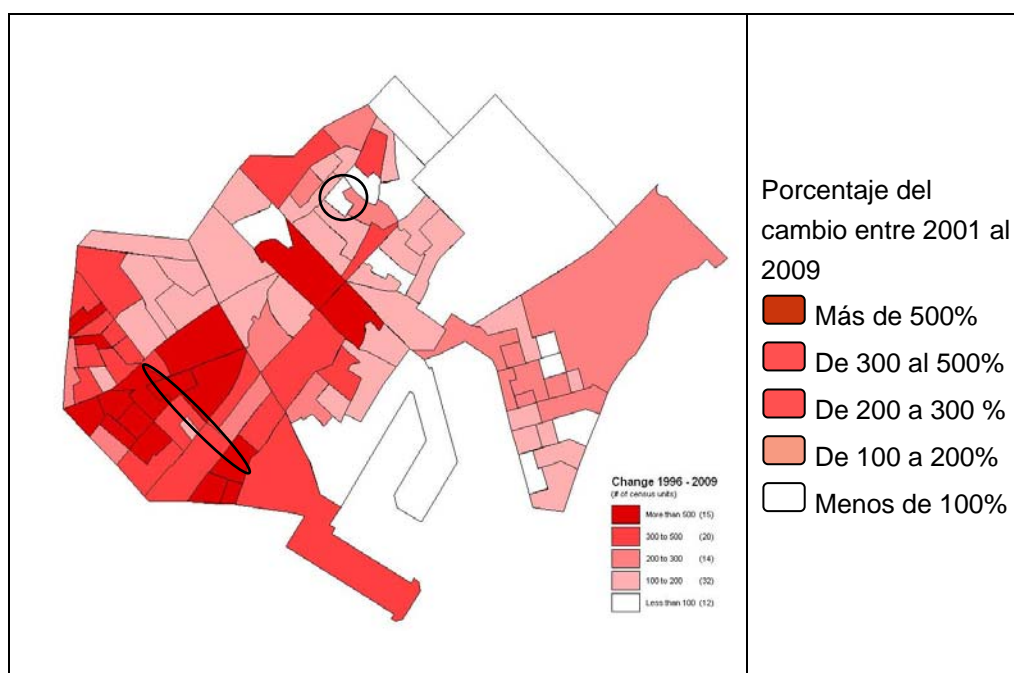 Porcentaje del
cambio entre 2001 al
2009
Más de 500%
De 300 al 500%
De 200 a 300 %
De 100 a 200%
Menos de 100%
Change 1996 - 2009
(# of census units)
More than 500 (15)
300 to 500 (20)
200 to 300 (14)
100 to 200 (32)
Less than 100 (12)